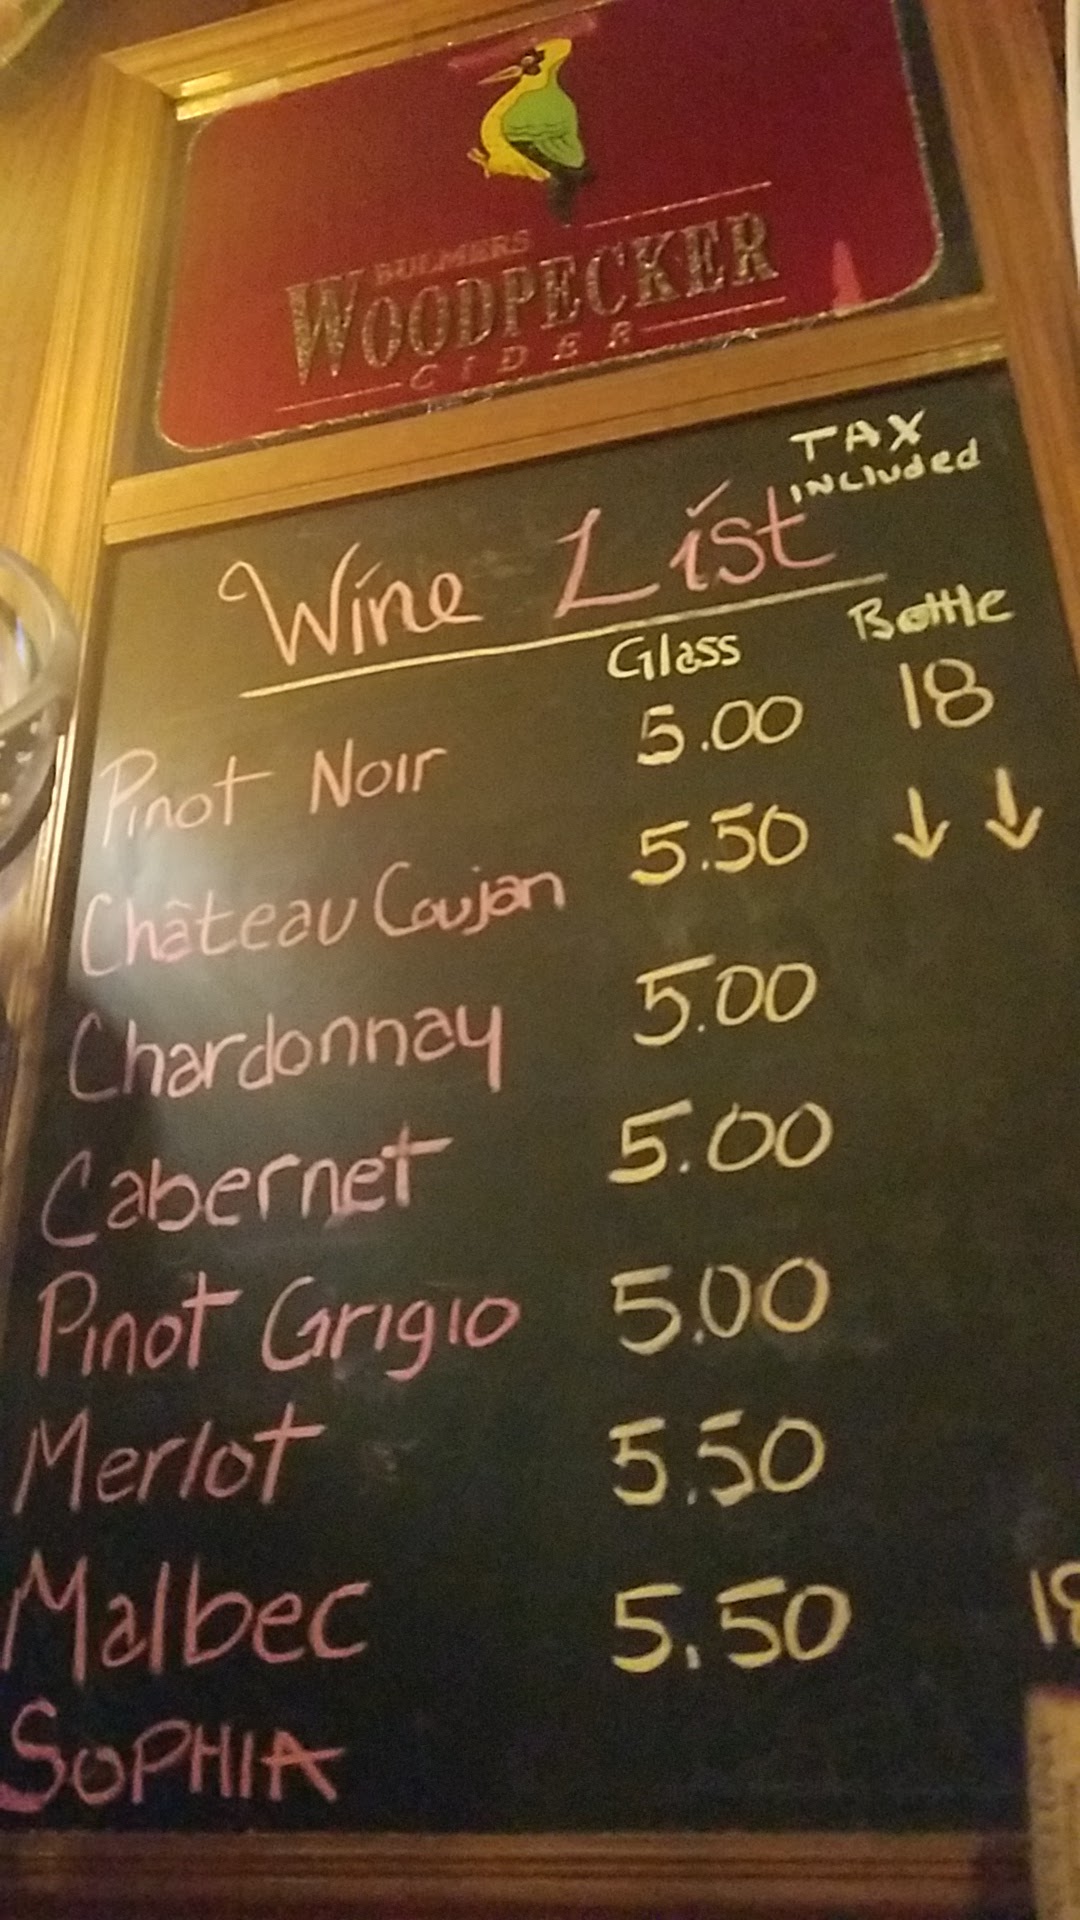 BULMERS
WOODPECKER
CIDER
TAX
INCLUDED
Wine List
Glass Bottle
Pinot Noir 5.00 18
Château Coujan 5.50 ↓ ↓
Chardonnay 5.00
Cabernet 5.00
Pinot Grigio 5.00
Merlot 5.50
Malbec 5.50 18
SOPHIA